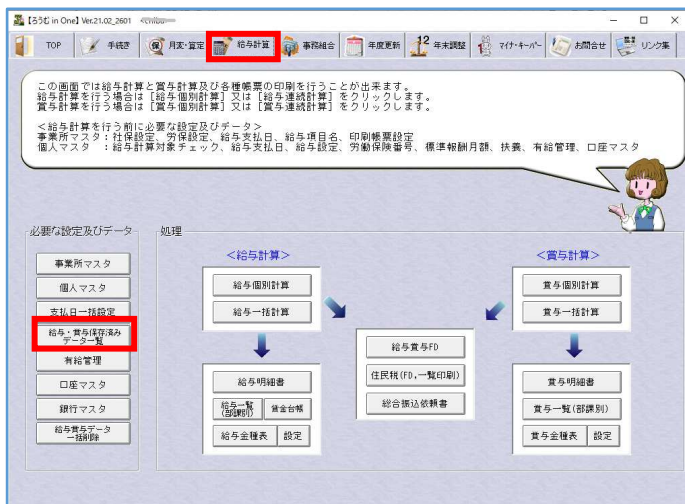 【ろうむ in One】 Ver.21.02_2601
TOP
手続き
月変・算定
給与計算
事務組合
年度更新
12
年末調整
マイナ・キーパー
お問合せ
リンク集
この画面では給与計算と賞与計算及び各種帳票の印刷を行うことが出来ます。
給与計算を行う場合は［給与個別計算］又は［給与連続計算］をクリックします。
賞与計算を行う場合は［賞与個別計算］又は［賞与連続計算］をクリックします。
＜給与計算を行う前に必要な設定及びデータ＞
事業所マスタ：社保設定、労保設定、給与支払日、給与項目名、印刷帳票設定
個人マスタ　：給与計算対象チェック、給与支払日、給与設定、労働保険番号、標準報酬月額、扶養、有給管理、口座マスタ
必要な設定及びデータ
事業所マスタ
個人マスタ
支払日一括設定
給与・賞与保存済み
データ一覧
有給管理
口座マスタ
銀行マスタ
給与賞与データ
一括削除
処理
＜給与計算＞
給与個別計算
給与一括計算
給与明細書
給与一覧
(部課別)
賃金台帳
給与金種表
設定
給与賞与FD
住民税(FD,一覧印刷)
総合振込依頼書
＜賞与計算＞
賞与個別計算
賞与一括計算
賞与明細書
賞与一覧(部課別)
賞与金種表
設定